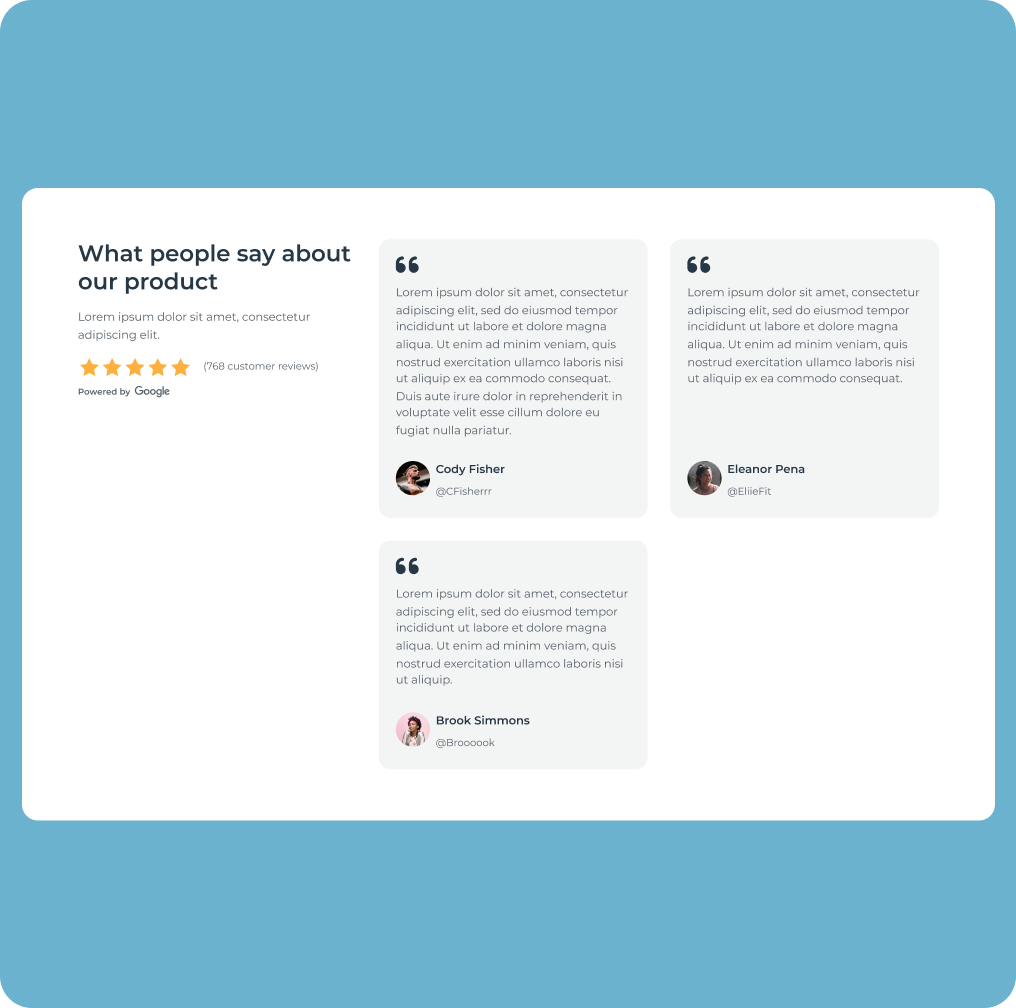 What people say about
our product
Lorem ipsum dolor sit amet, consectetur
adipiscing elit.
(768 customer reviews)
Powered by Google
Lorem ipsum dolor sit amet, consectetur
adipiscing elit, sed do eiusmod tempor
incididunt ut labore et dolore magna
aliqua. Ut enim ad minim veniam, quis
nostrud exercitation ullamco laboris nisi
ut aliquip ex ea commodo consequat.
Duis aute irure dolor in reprehenderit in
voluptate velit esse cillum dolore eu
fugiat nulla pariatur.
Cody Fisher
@CFisherrr
Lorem ipsum dolor sit amet, consectetur
adipiscing elit, sed do eiusmod tempor
incididunt ut labore et dolore magna
aliqua. Ut enim ad minim veniam, quis
nostrud exercitation ullamco laboris nisi
ut aliquip ex ea commodo consequat.
Eleanor Pena
@EliieFit
Lorem ipsum dolor sit amet, consectetur
adipiscing elit, sed do eiusmod tempor
incididunt ut labore et dolore magna
aliqua. Ut enim ad minim veniam, quis
nostrud exercitation ullamco laboris nisi
ut aliquip.
Brook Simmons
@Broooook